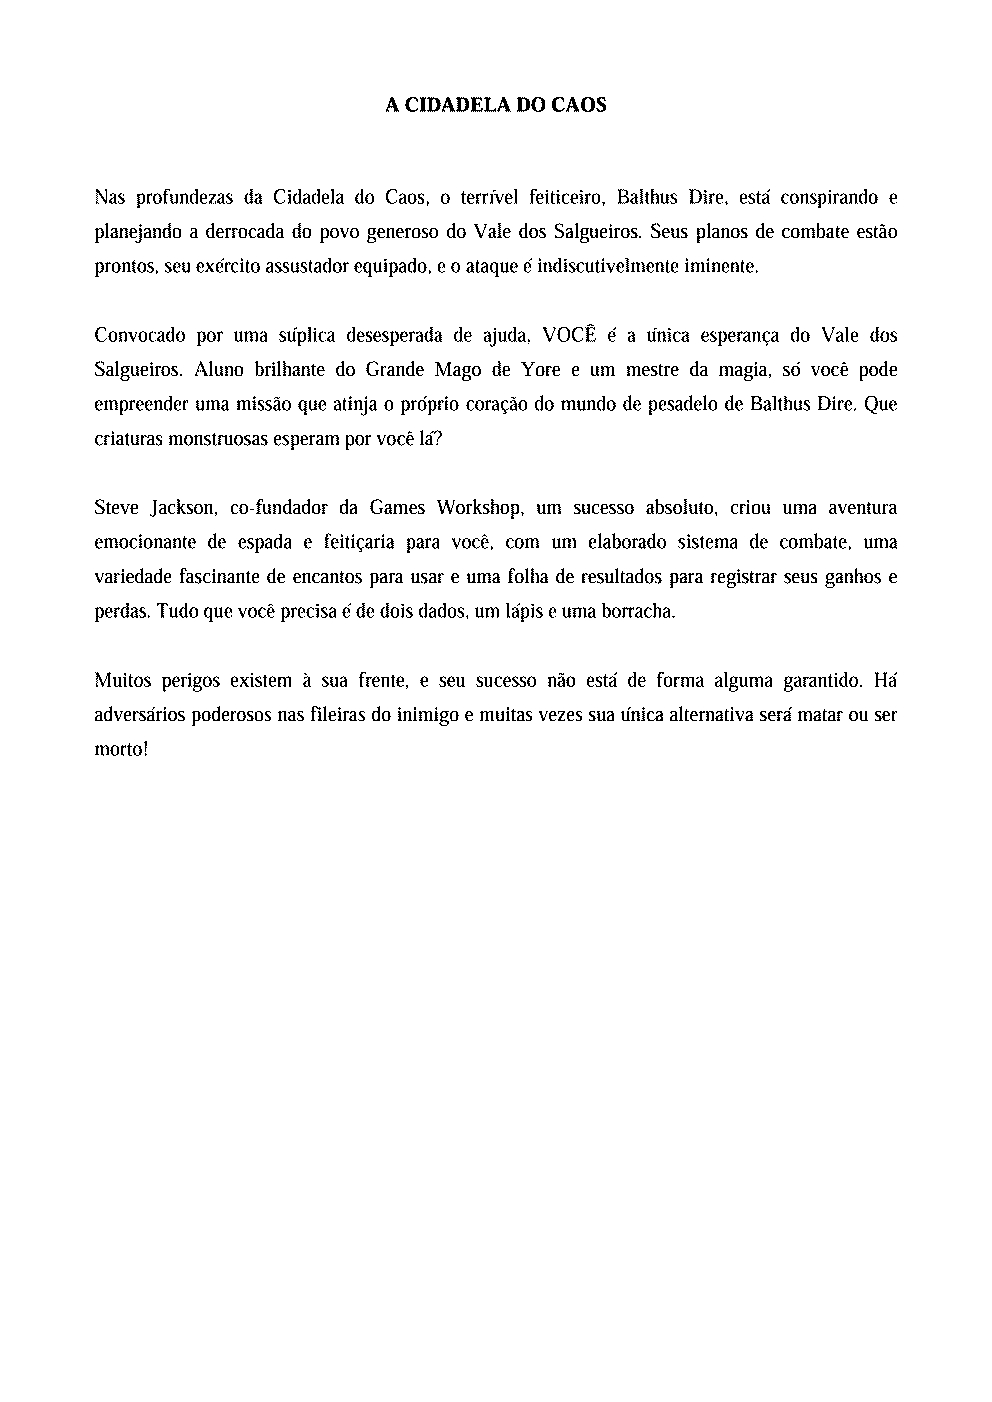 A CIDADELA DO CAOS
Nas profundezas da Cidadela do Caos, o terrível feiticeiro, Balthus Dire, está conspirando e
planejando a derrocada do povo generoso do Vale dos Salgueiros. Seus planos de combate estão
prontos, seu exército assustador equipado, e o ataque é indiscutivelmente iminente.
Convocado por uma súplica desesperada de ajuda, VOCÊ é a única esperança do Vale dos
Salgueiros. Aluno brilhante do Grande Mago de Yore e um mestre da magia, só você pode
empreender uma missão que atinja o próprio coração do mundo de pesadelo de Balthus Dire. Que
criaturas monstruosas esperam por você lá?
Steve Jackson, co-fundador da Games Workshop, um sucesso absoluto, criou uma aventura
emocionante de espada e feitiçaria para você, com um elaborado sistema de combate, uma
variedade fascinante de encantos para usar e uma folha de resultados para registrar seus ganhos e
perdas. Tudo que você precisa é de dois dados, um lápis e uma borracha.
Muitos perigos existem à sua frente, e seu sucesso não está de forma alguma garantido. Há
adversários poderosos nas fileiras do inimigo e muitas vezes sua única alternativa será matar ou ser
morto!